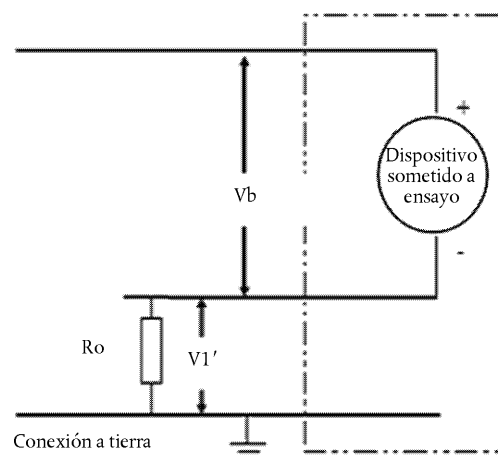 +
Dispositivo
sometido a
ensayo
Vb
-
Ro
V1′
Conexión a tierra